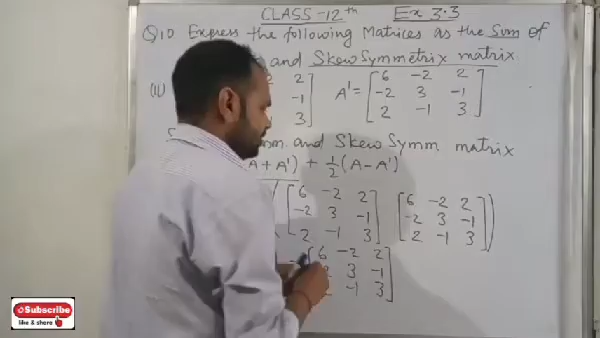 CLASS-12th Ex 3.3
Q10 Express the following Matrices as the Sum of
and Skew Symmetrix matrix
(ii) 2 2 A' = [6 -2 2
-1 -2 3 -1
3] 2 -1 3]
and Skew Symm matrix
A + A') + 1/2 (A - A')
[6 -2 2 [6 -2 2
-2 3 -1 -2 3 -1
2 -1 3] 2 -1 3])
[6 -2 2
2 3 -1
-1 3]
Subscribe
like & share